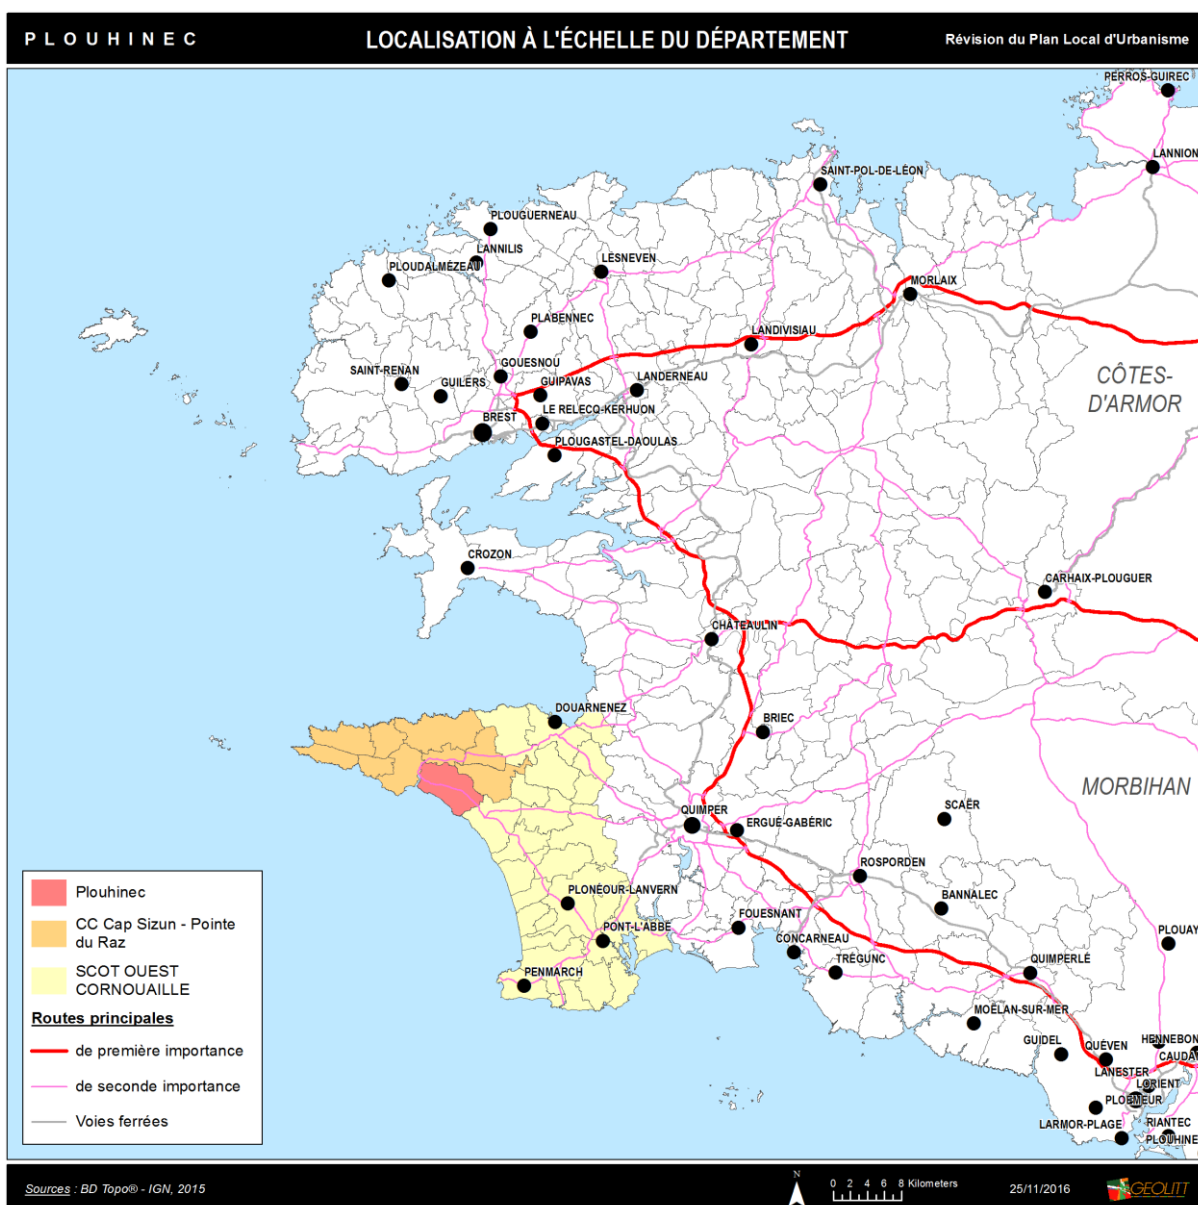 PLOUHINEC
LOCALISATION À L'ÉCHELLE DU DÉPARTEMENT
Révision du Plan Local d'Urbanisme
PERROS-GUIREC
LANNION
SAINT-POL-DE-LÉON
PLOUGUERNEAU
LANNILIS
PLOUDALMÉZEAU
LESNEVEN
MORLAIX
PLABENNEC
LANDIVISIAU
GOUESNOU
SAINT-RENAN
GUILERS
GUIPAVAS
LANDERNEAU
CÔTES-
D'ARMOR
LE RELECQ-KERHUON
BREST
PLOUGASTEL-DAOULAS
CROZON
CARHAIX-PLOUGUER
CHÂTEAULIN
DOUARNENEZ
BRIEC
MORBIHAN
SCAËR
QUIMPER
ERGUÉ-GABÉRIC
ROSPORDEN
PLONÉOUR-LANVERN
BANNALEC
FOUESNANT
PONT-L'ABBE
CONCARNEAU
PLOUAY
TRÉGUNC
QUIMPERLÉ
PENMARCH
MOËLAN-SUR-MER
GUIDEL
QUÉVEN
HENNEBON
CAUDA
LANESTER
LORIENT
PLOEMEUR
LARMOR-PLAGE
RIANTEC
PLOUHINE
Plouhinec
CC Cap Sizun - Pointe
du Raz
SCOT OUEST
CORNOUAILLE
Routes principales
de première importance
de seconde importance
Voies ferrées
Sources : BD Topo® - IGN, 2015
N
0 2 4 6 8 Kilometers
25/11/2016
GEOLITT